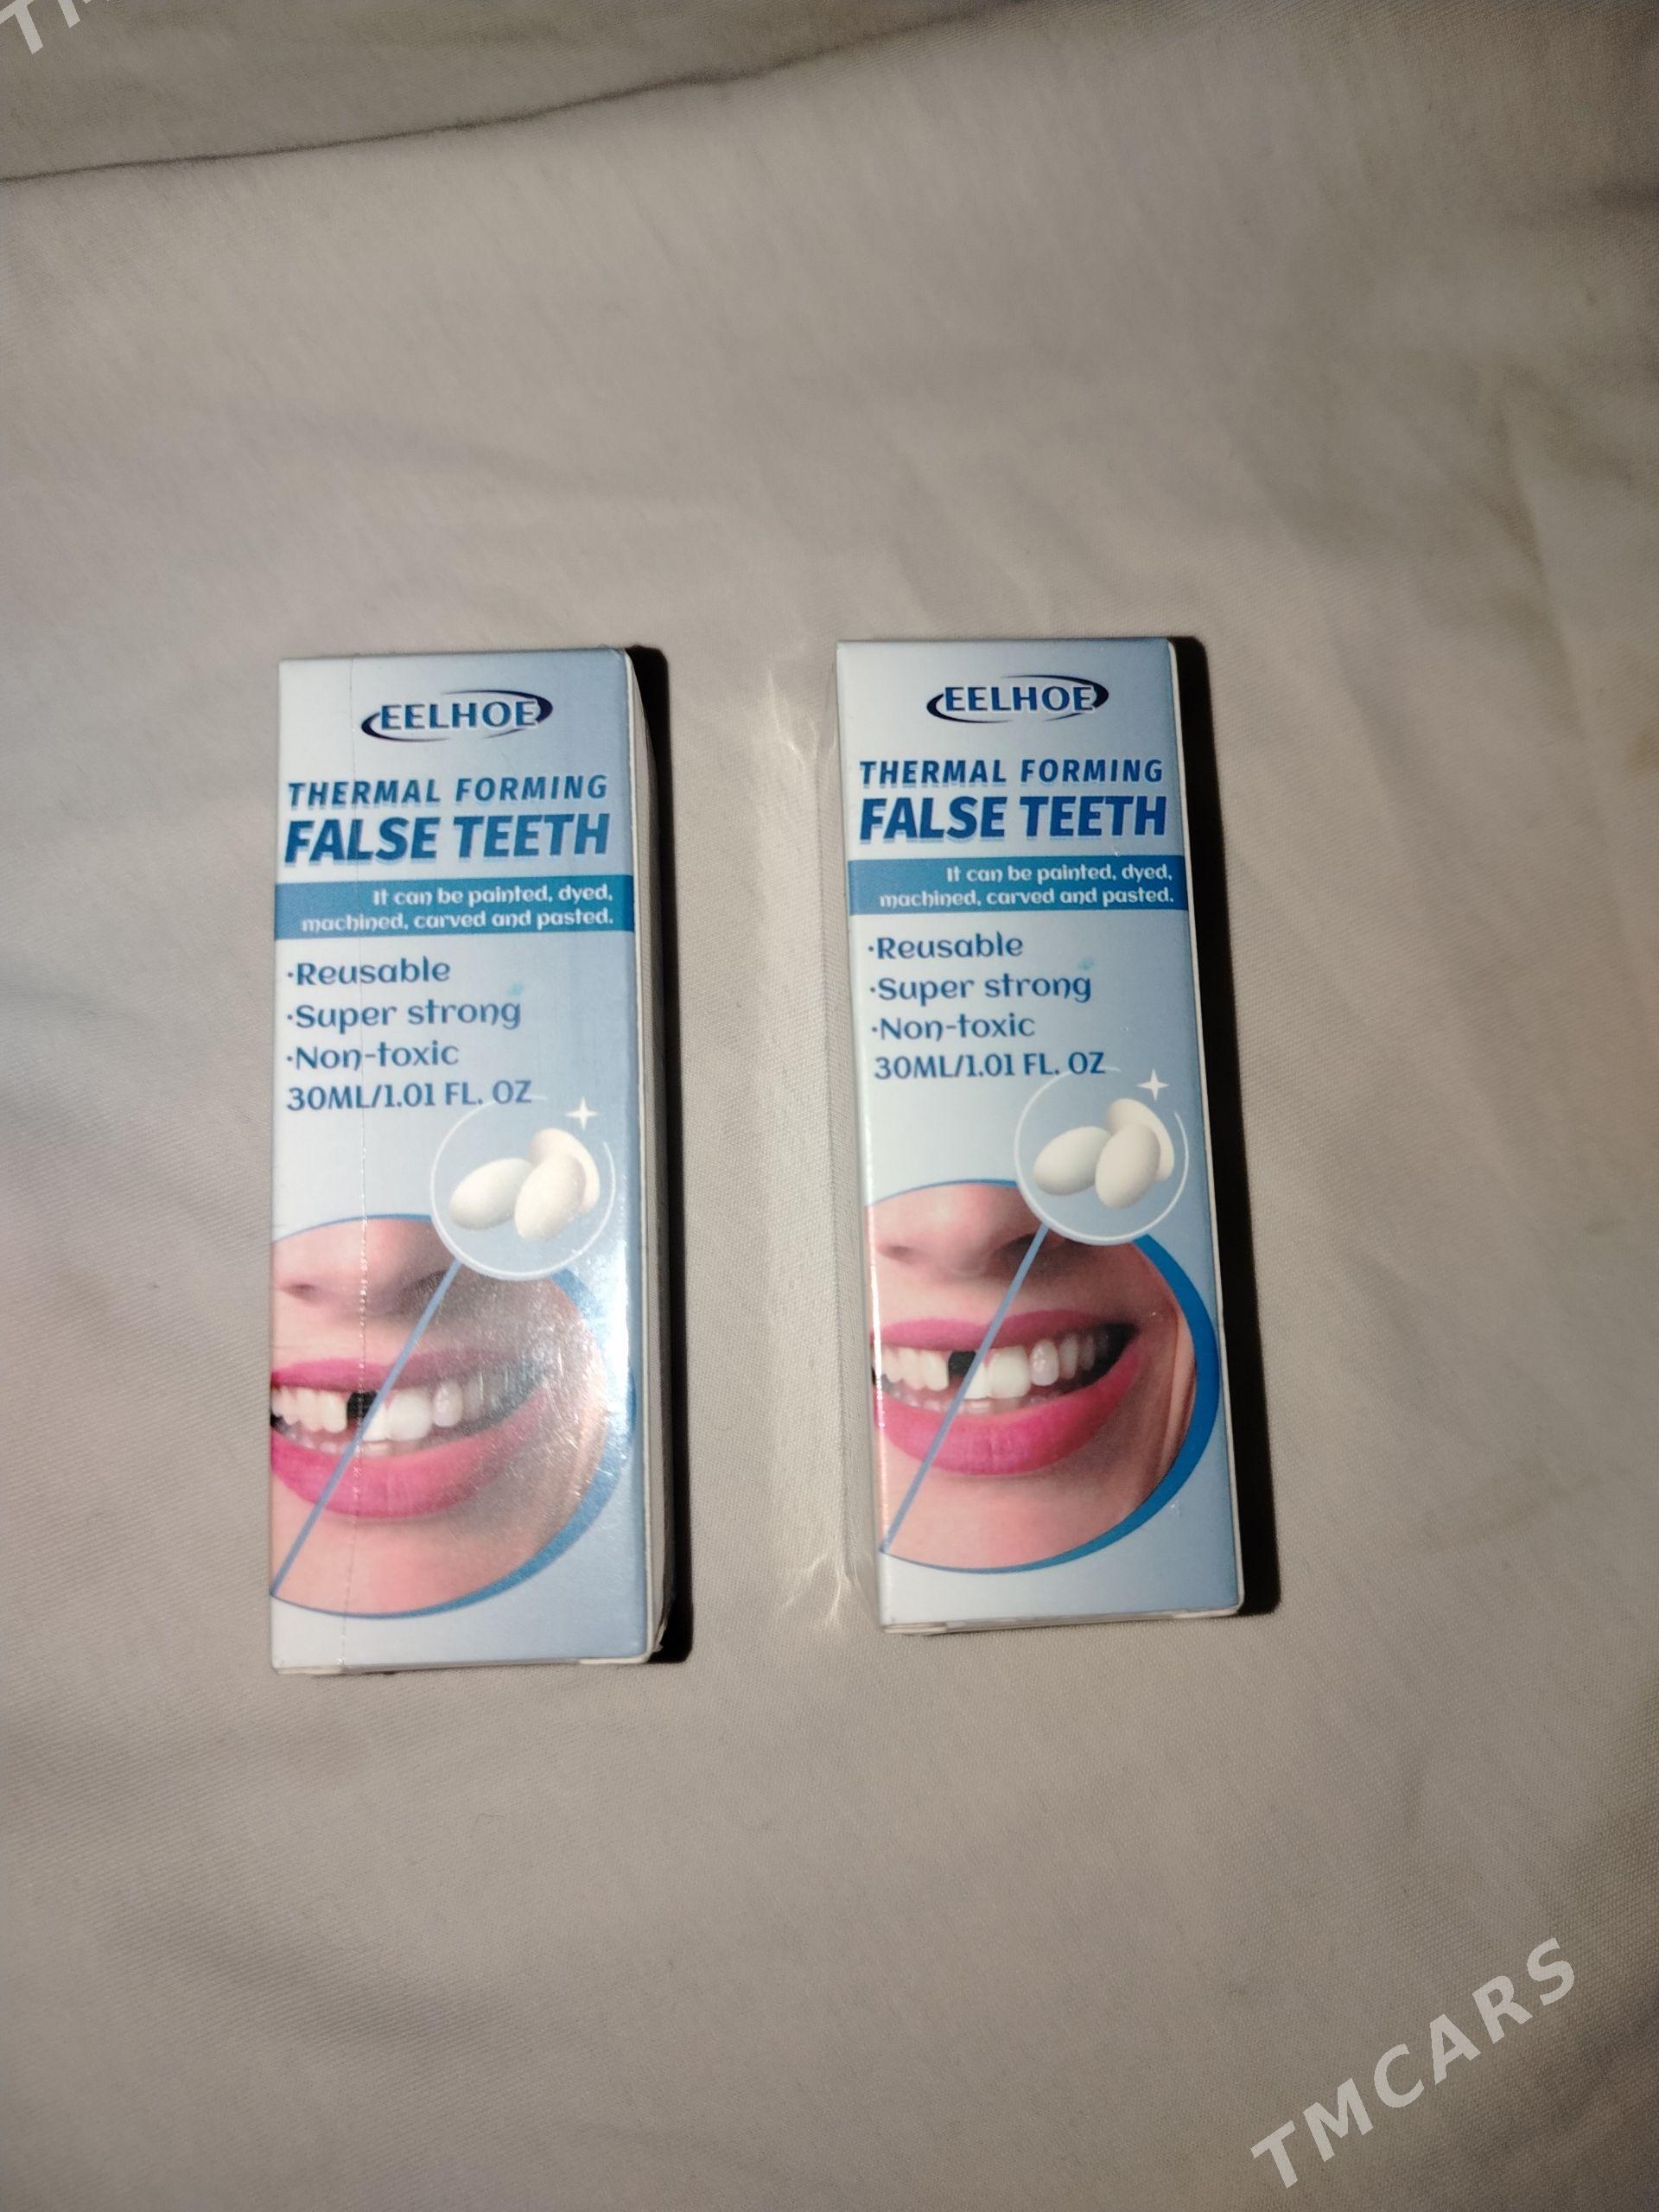 EELHOE
THERMAL FORMING
FALSE TEETH
It can be painted, dyed,
machined, carved and pasted.
·Reusable
·Super strong
·Non-toxic
30ML/1.01 FL. OZ
EELHOE
THERMAL FORMING
FALSE TEETH
It can be painted, dyed,
machined, carved and pasted.
·Reusable
·Super strong
·Non-toxic
30ML/1.01 FL. OZ
TMCARS